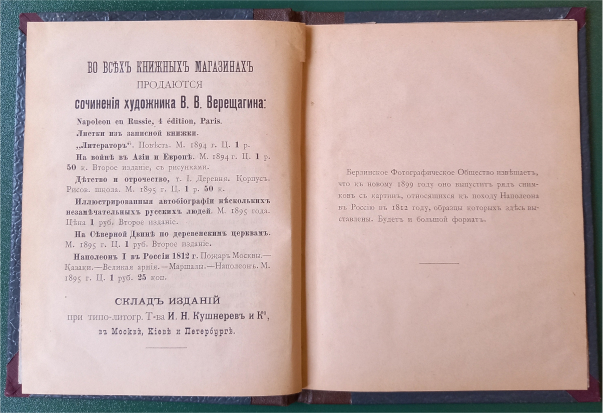 ВО ВСѢХЪ КНИЖНЫХЪ МАГАЗИНАХЪ
ПРОДАЮТСЯ
сочиненія художника В. В. Верещагина:
Napoleon en Russie, 4 édition, Paris.
Листки изъ записной книжки.
„Литераторъ“. Повѣсть. М. 1894 г. Ц. 1 р.
На войнѣ въ Азіи и Европѣ. М. 1894 г. Ц. 1 р.
50 к. Второе изданіе, съ рисунками.
Дѣтство и отрочество, т. I. Деревня. Корпусъ.
Рисов. школа. М. 1895 г. Ц. 1 р. 50 к.
Иллюстрированныя автобіографіи нѣсколькихъ
незамѣчательныхъ русскихъ людей. М. 1895 года.
Цѣна 1 руб. Второе изданіе.
На Сѣверной Двинѣ по деревенскимъ церквамъ.
М. 1895 г. Ц. 1 руб. Второе изданіе.
Наполеонъ I въ Россіи 1812 г. Пожаръ Москвы.—
Казаки.—Великая армія.—Маршалы.—Наполеонъ. М.
1895 г. Ц. 1 руб. 25 коп.
СКЛАДЪ ИЗДАНІЙ
при типо-литогр. Т-ва И. Н. Кушнеревъ и К°,
въ Москвѣ, Кіевѣ и Петербургѣ.
Берлинское Фотографическое Общество извѣщаетъ,
что къ новому 1899 году оно выпуститъ рядъ сним-
ковъ съ картинъ, относящихся къ походу Наполеона
въ Россію въ 1812 году, образцы которыхъ здѣсь вы-
ставлены. Будетъ и большой форматъ.